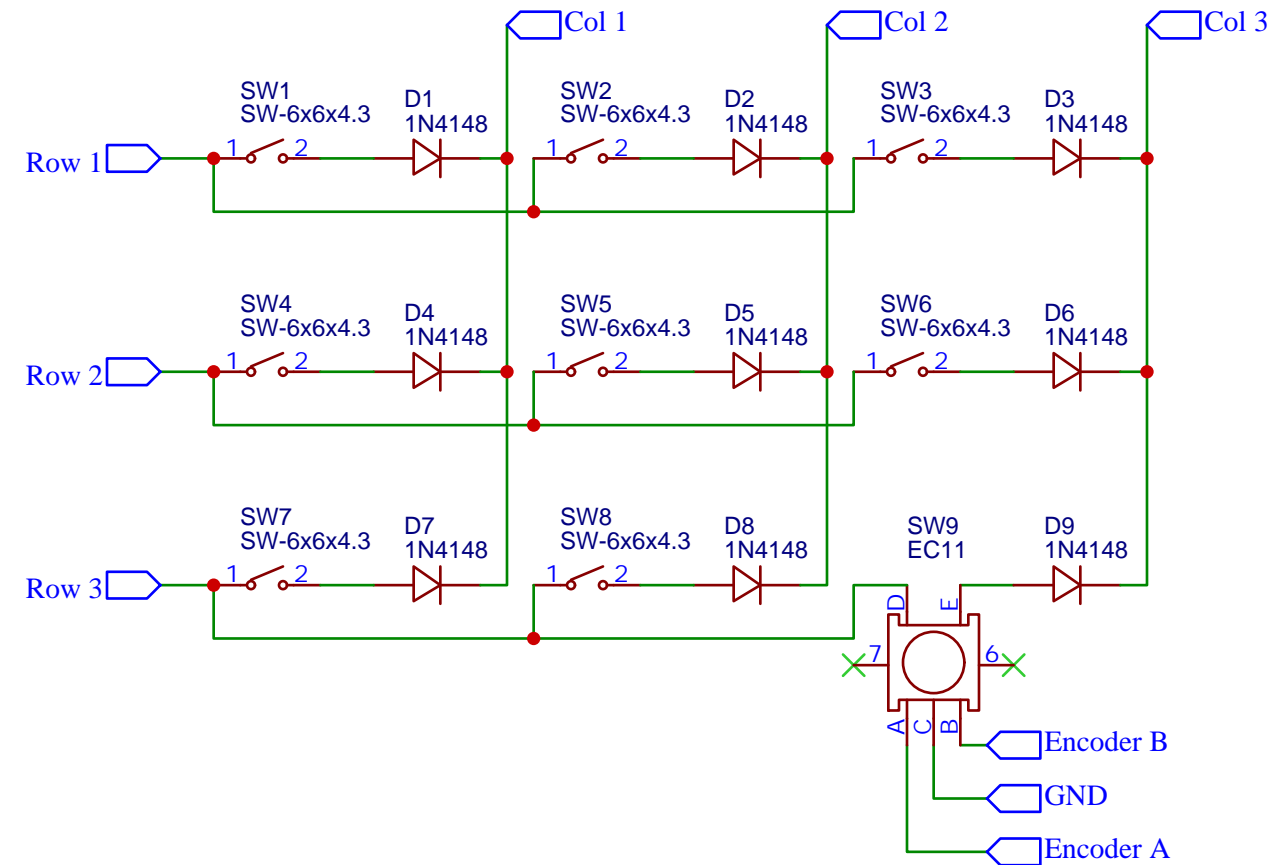 Col 1
Col 2
Col 3
SW1
SW-6x6x4.3
D1
1N4148
SW2
SW-6x6x4.3
D2
1N4148
SW3
SW-6x6x4.3
D3
1N4148
Row 1
1 2
1 2
1 2
SW4
SW-6x6x4.3
D4
1N4148
SW5
SW-6x6x4.3
D5
1N4148
SW6
SW-6x6x4.3
D6
1N4148
Row 2
1 2
1 2
1 2
SW7
SW-6x6x4.3
D7
1N4148
SW8
SW-6x6x4.3
D8
1N4148
SW9
EC11
D9
1N4148
Row 3
1 2
1 2
D E
7 6
A C B
Encoder B
GND
Encoder A